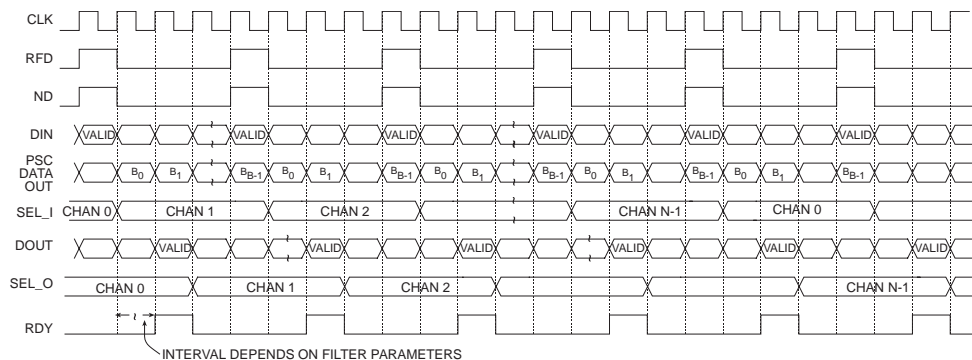 CLK
RFD
ND
DIN VALID VALID VALID VALID VALID VALID
PSC DATA OUT B0 B1 BB-1 B0 B1 BB-1 B0 B1 BB-1 B0 B1 BB-1 B0 B1 BB-1
SEL_I CHAN 0 CHAN 1 CHAN 2 CHAN N-1 CHAN 0
DOUT VALID VALID VALID VALID VALID VALID
SEL_O CHAN 0 CHAN 1 CHAN 2 CHAN N-1
RDY
INTERVAL DEPENDS ON FILTER PARAMETERS